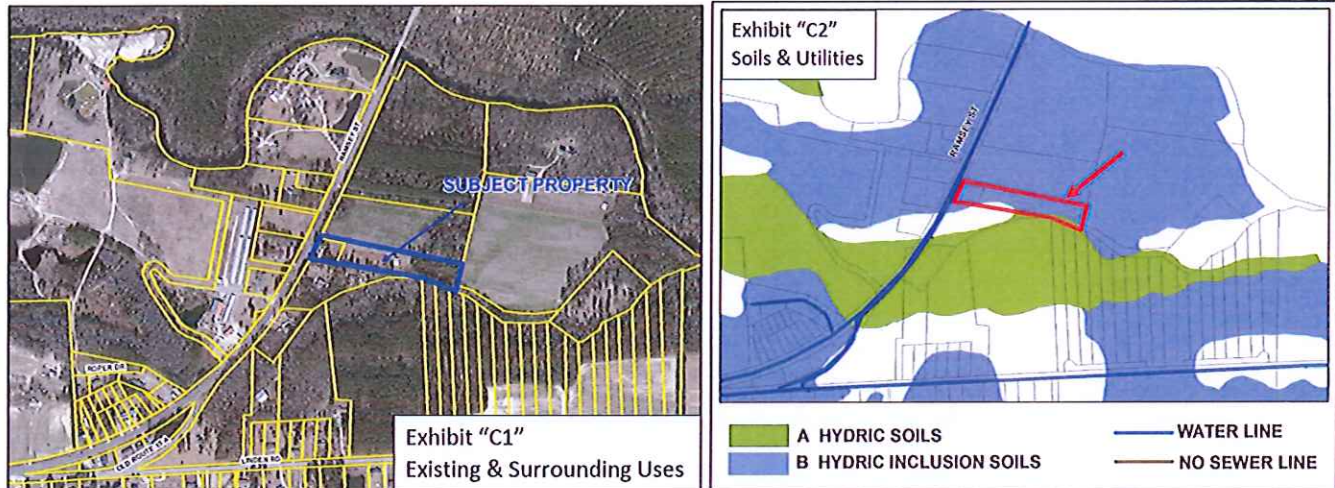 RAMSEY ST
SUBJECT PROPERTY
ROPER DR
OLD ROUTE 17 A
LINDEN RD
Exhibit “C1”
Existing & Surrounding Uses
Exhibit “C2”
Soils & Utilities
RAMSEY ST
A HYDRIC SOILS
B HYDRIC INCLUSION SOILS
WATER LINE
NO SEWER LINE